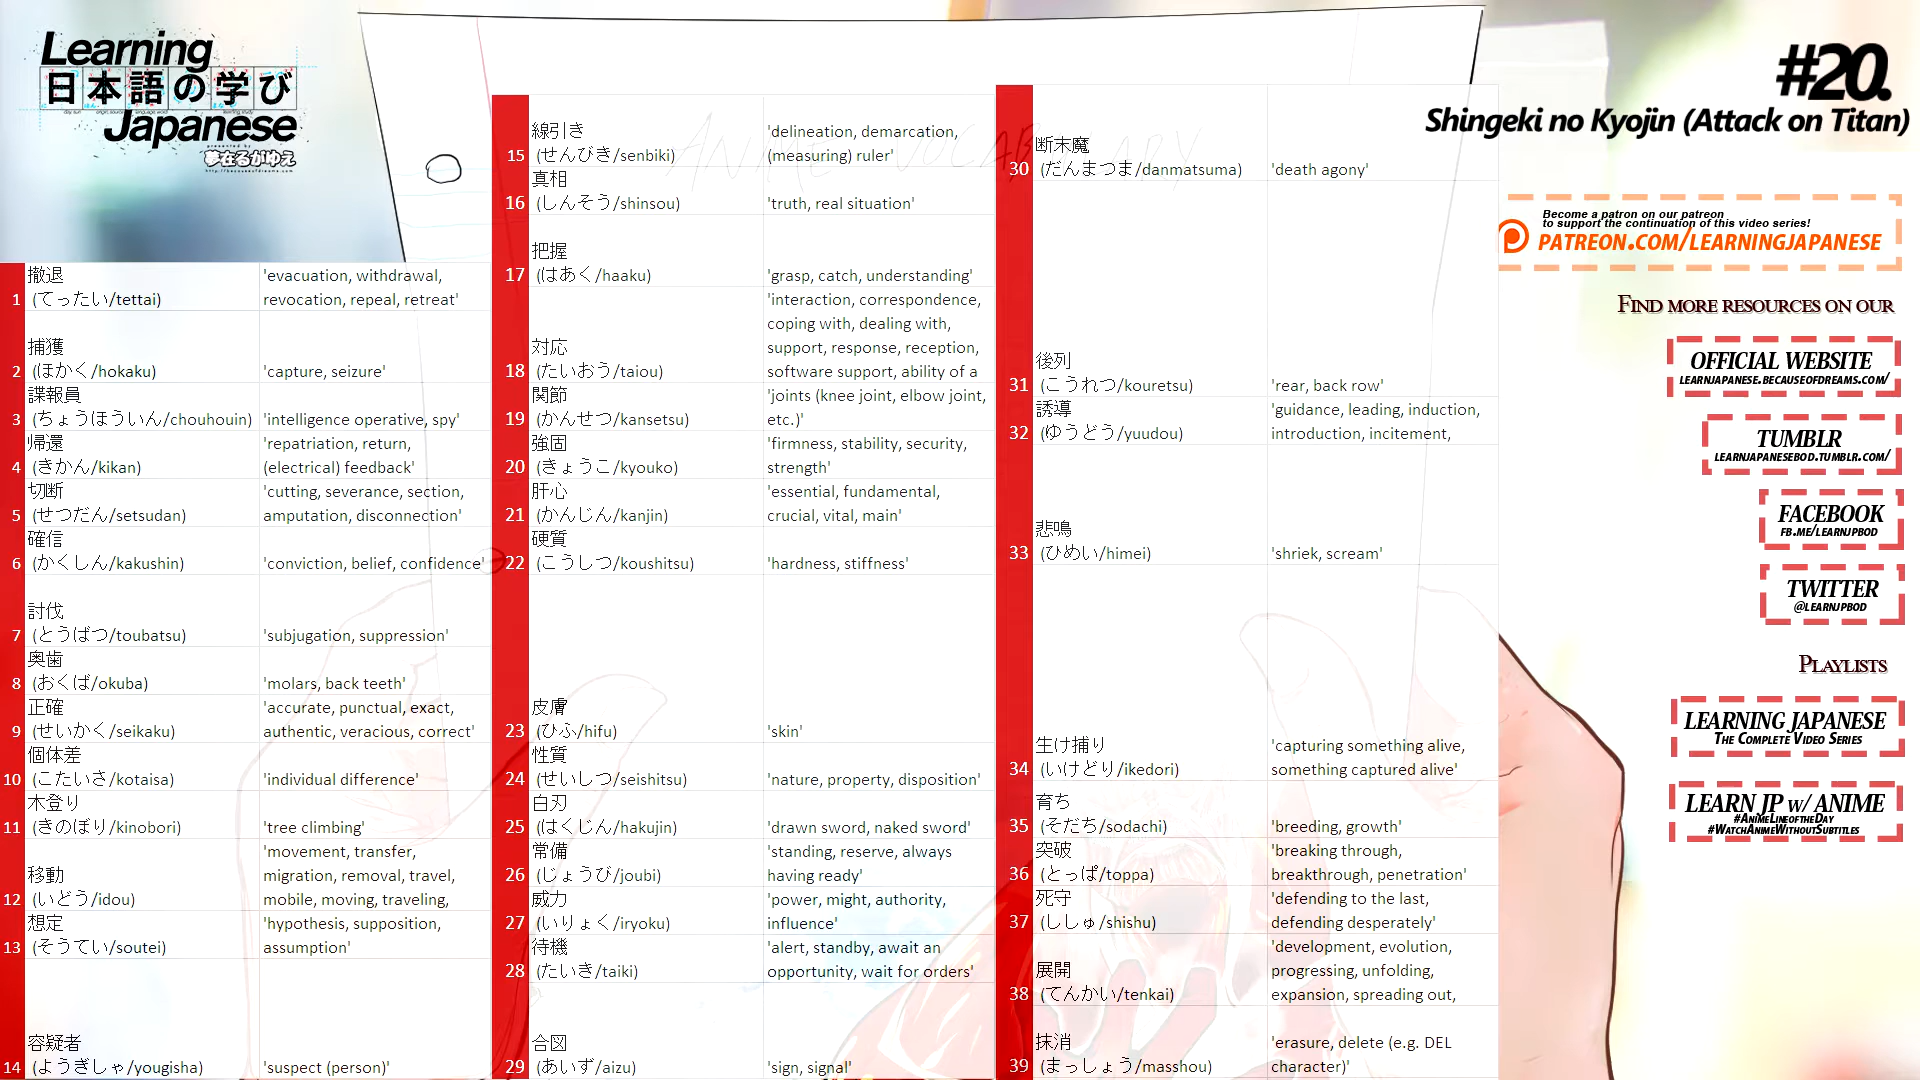 Learning
日本語の学び
Japanese
presented by
夢在るがゆえ
http://becauseofdreams.com
ANIME VOCABULARY
#20.
Shingeki no Kyojin (Attack on Titan)
1 撤退
(てったい/tettai)
'evacuation, withdrawal,
revocation, repeal, retreat'
2 捕獲
(ほかく/hokaku)
'capture, seizure'
3 諜報員
(ちょうほういん/chouhouin)
'intelligence operative, spy'
4 帰還
(きかん/kikan)
'repatriation, return,
(electrical) feedback'
5 切断
(せつだん/setsudan)
'cutting, severance, section,
amputation, disconnection'
6 確信
(かくしん/kakushin)
'conviction, belief, confidence'
7 討伐
(とうばつ/toubatsu)
'subjugation, suppression'
8 奥歯
(おくば/okuba)
'molars, back teeth'
9 正確
(せいかく/seikaku)
'accurate, punctual, exact,
authentic, veracious, correct'
10 個体差
(こたいさ/kotaisa)
'individual difference'
11 木登り
(きのぼり/kinobori)
'tree climbing'
12 移動
(いどう/idou)
'movement, transfer,
migration, removal, travel,
mobile, moving, traveling,
13 想定
(そうてい/soutei)
'hypothesis, supposition,
assumption'
14 容疑者
(ようぎしゃ/yougisha)
'suspect (person)'
15 線引き
(せんびき/senbiki)
'delineation, demarcation,
(measuring) ruler'
16 真相
(しんそう/shinsou)
'truth, real situation'
17 把握
(はあく/haaku)
'grasp, catch, understanding'
18 対応
(たいおう/taiou)
'interaction, correspondence,
coping with, dealing with,
support, response, reception,
software support, ability of a
19 関節
(かんせつ/kansetsu)
'joints (knee joint, elbow joint,
etc.)'
20 強固
(きょうこ/kyouko)
'firmness, stability, security,
strength'
21 肝心
(かんじん/kanjin)
'essential, fundamental,
crucial, vital, main'
22 硬質
(こうしつ/koushitsu)
'hardness, stiffness'
23 皮膚
(ひふ/hifu)
'skin'
24 性質
(せいしつ/seishitsu)
'nature, property, disposition'
25 白刃
(はくじん/hakujin)
'drawn sword, naked sword'
26 常備
(じょうび/joubi)
'standing, reserve, always
having ready'
27 威力
(いりょく/iryoku)
'power, might, authority,
influence'
28 待機
(たいき/taiki)
'alert, standby, await an
opportunity, wait for orders'
29 合図
(あいず/aizu)
'sign, signal'
30 断末魔
(だんまつま/danmatsuma)
'death agony'
31 後列
(こうれつ/kouretsu)
'rear, back row'
32 誘導
(ゆうどう/yuudou)
'guidance, leading, induction,
introduction, incitement,
33 悲鳴
(ひめい/himei)
'shriek, scream'
34 生け捕り
(いけどり/ikedori)
'capturing something alive,
something captured alive'
35 育ち
(そだち/sodachi)
'breeding, growth'
36 突破
(とっぱ/toppa)
'breaking through,
breakthrough, penetration'
37 死守
(ししゅ/shishu)
'defending to the last,
defending desperately'
38 展開
(てんかい/tenkai)
'development, evolution,
progressing, unfolding,
expansion, spreading out,
39 抹消
(まっしょう/masshou)
'erasure, delete (e.g. DEL
character)'
Become a patron on our patreon
to support the continuation of this video series!
PATREON.COM/LEARNINGJAPANESE
FIND MORE RESOURCES ON OUR
OFFICIAL WEBSITE
LEARNJAPANESE.BECAUSEOFDREAMS.COM/
TUMBLR
LEARNJAPANESEBOD.TUMBLR.COM/
FACEBOOK
FB.ME/LEARNJPBOD
TWITTER
@LEARNJPBOD
PLAYLISTS
LEARNING JAPANESE
THE COMPLETE VIDEO SERIES
LEARN JP W/ ANIME
#ANIMELINEOFTHEDAY
#WATCHANIMEWITHOUTSUBTITLES